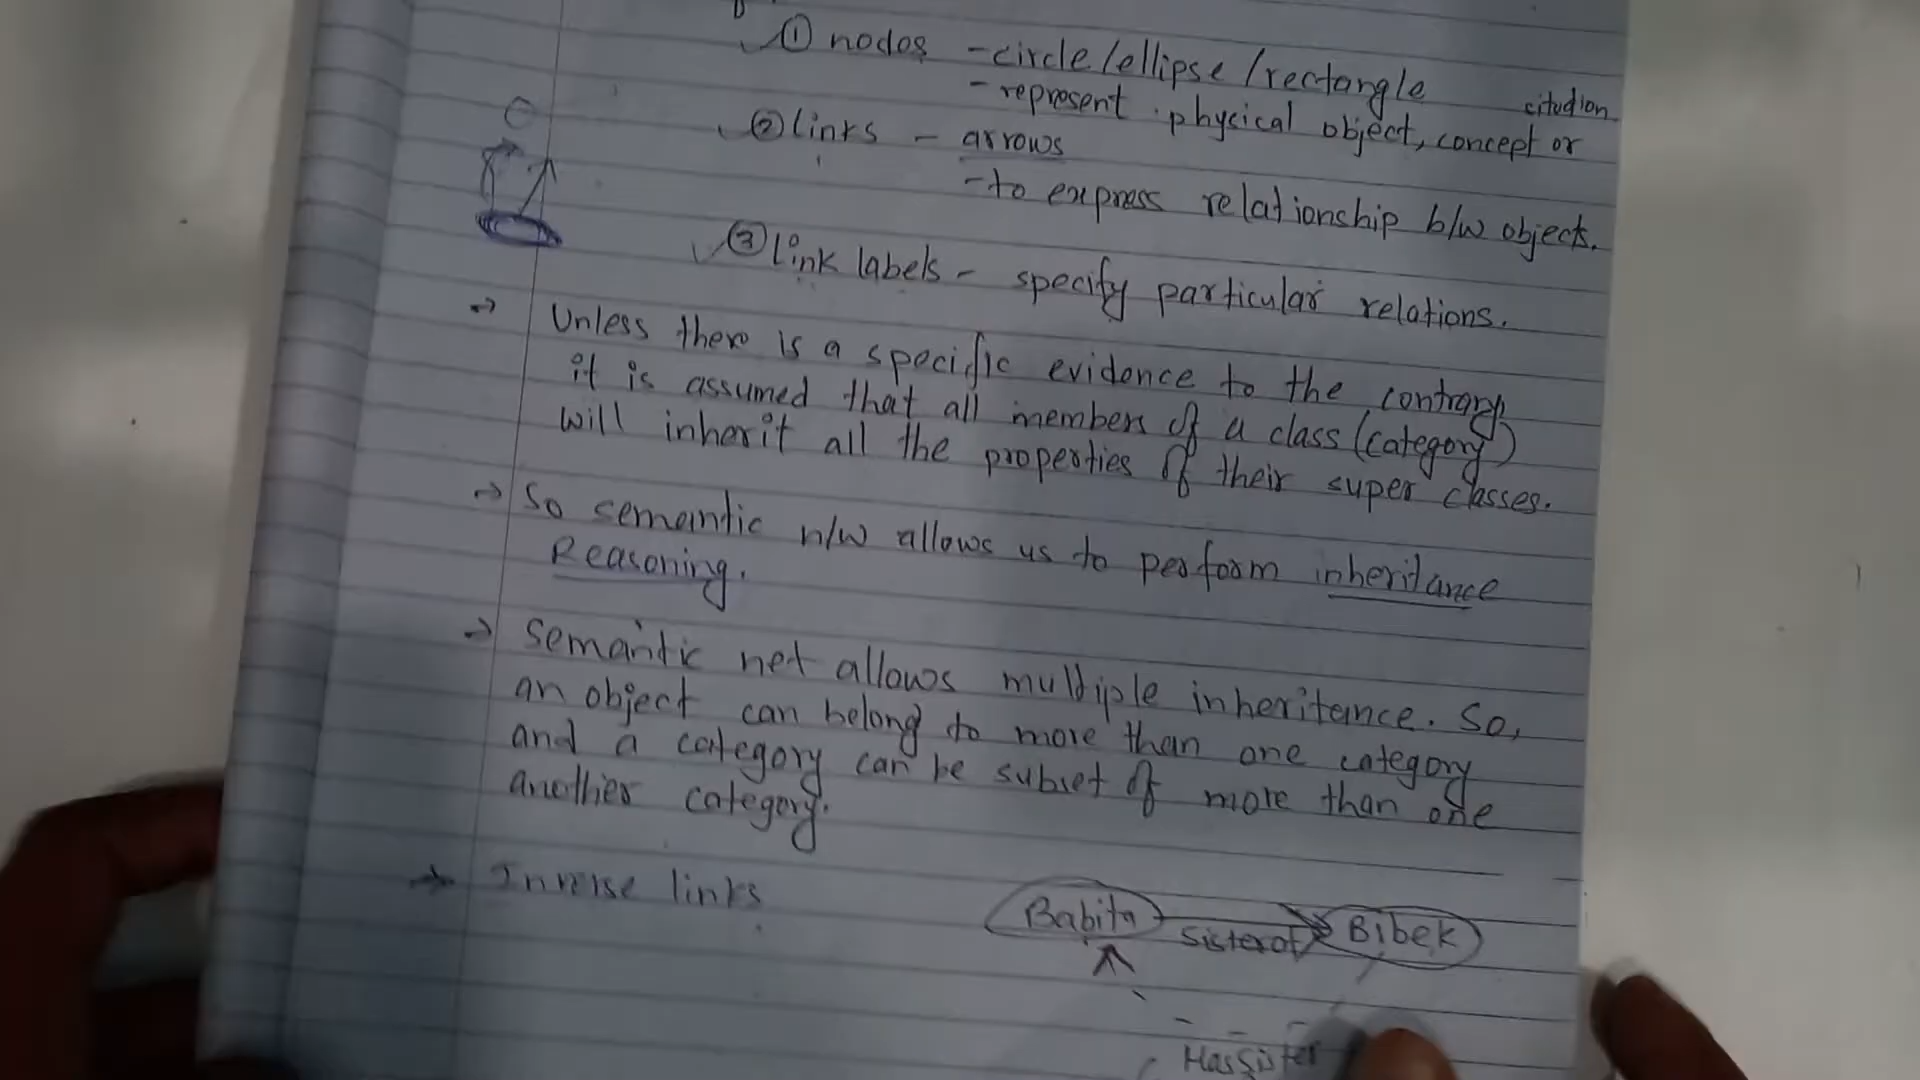 ① nodes - circle/ellipse/rectangle
- represent physical object, concept or citudion
② links - arrows
- to express relationship b/w objects.
③ link labels - specify particular relations.
→ Unless there is a specific evidence to the contrary,
it is assumed that all members of a class (category)
will inherit all the properties of their super classes.
→ So semantic n/w allows us to perform inheritance
Reasoning.
→ Semantic net allows multiple inheritance. So,
an object can belong to more than one category
and a category can be subset of more than one
another category.
→ Inverse links
Babita Sisterof Bibek
HasSister